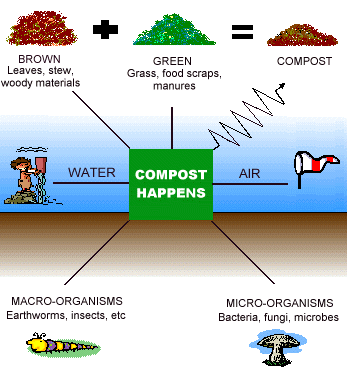 BROWN
Leaves, stew,
woody materials
GREEN
Grass, food scraps,
manures
COMPOST
WATER
COMPOST
HAPPENS
AIR
MACRO-ORGANISMS
Earthworms, insects, etc
MICRO-ORGANISMS
Bacteria, fungi, microbes